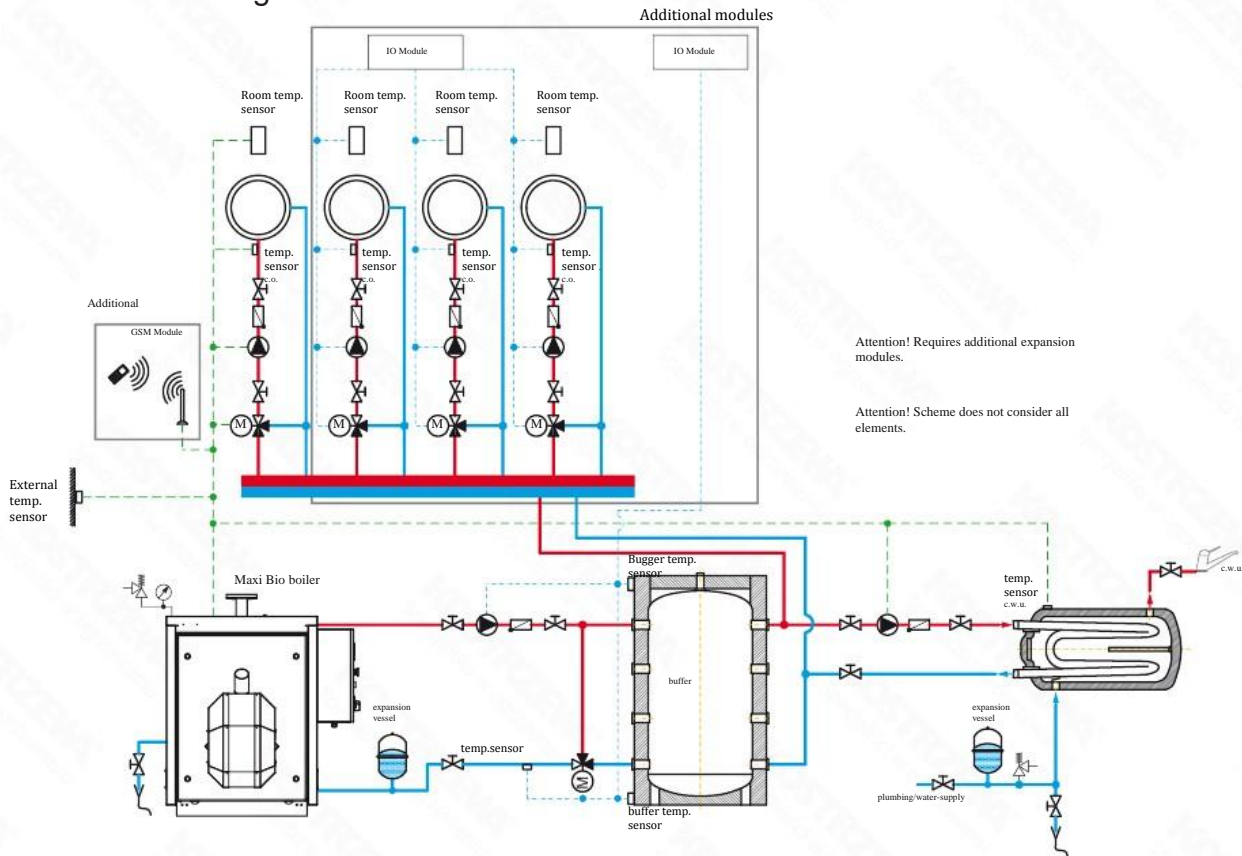 Additional modules
IO Module
IO Module
Room temp.
sensor
Room temp.
sensor
Room temp.
sensor
Room temp.
sensor
temp.
sensor
c.o.
temp.
sensor
c.o.
temp.
sensor
c.o.
temp.
sensor
c.o.
Additional
GSM Module
M
M
M
M
Attention! Requires additional expansion
modules.
Attention! Scheme does not consider all
elements.
External
temp.
sensor
Maxi Bio boiler
Bugger temp.
sensor
temp.
sensor
c.w.u.
c.w.u.
buffer
expansion
vessel
temp.sensor
M
expansion
vessel
plumbing/water-supply
buffer temp.
sensor
KOSTRZEWA